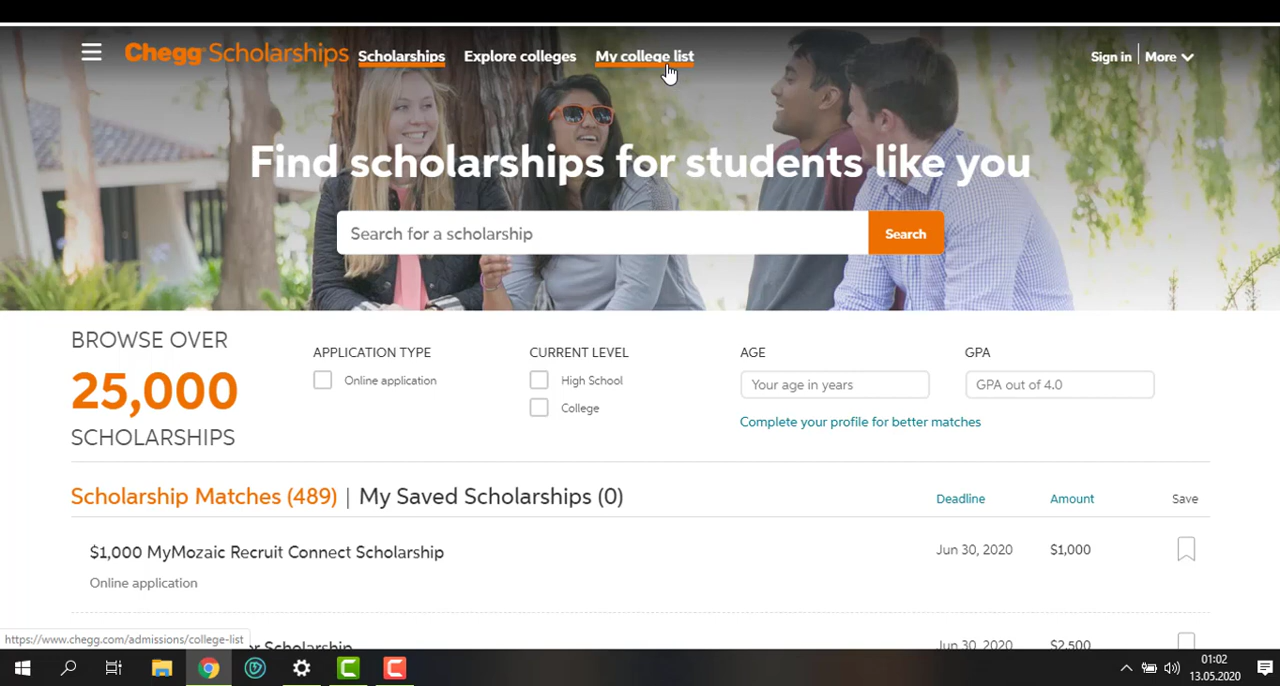 Chegg Scholarships Scholarships Explore colleges My college list Sign in | More
Find scholarships for students like you
Search for a scholarship Search
BROWSE OVER
25,000
SCHOLARSHIPS
APPLICATION TYPE CURRENT LEVEL AGE GPA
Online application High School Your age in years GPA out of 4.0
College
Complete your profile for better matches
Scholarship Matches (489) | My Saved Scholarships (0) Deadline Amount Save
$1,000 MyMozaic Recruit Connect Scholarship Jun 30, 2020 $1,000
Online application
Scholarship Jun 30, 2020 $2,500
https://www.chegg.com/admissions/college-list
01:02
13.05.2020